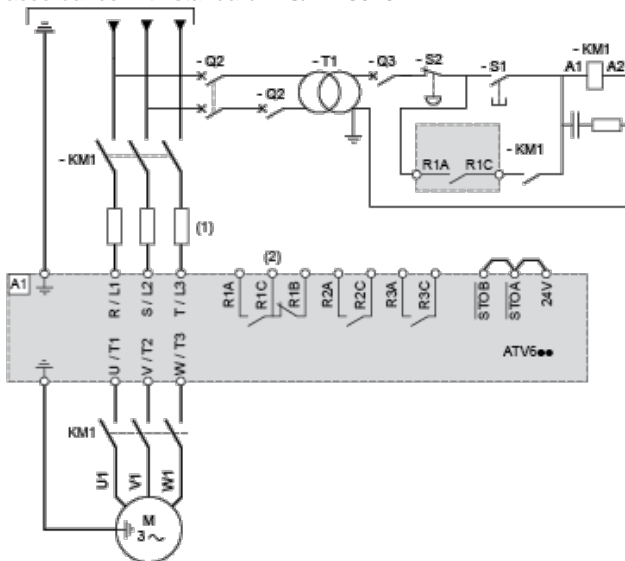 - KM1
- Q2
- T1
- Q3
- S2
- S1
A1
A2
- Q2
- KM1
- KM1
R1A
R1C
(1)
(2)
A1
R / L1
S / L2
T / L3
R1A
R1C
R1B
R2A
R2C
R3A
R3C
STOB
STOA
24V
U / T1
V / T2
W / T3
ATV6●●
KM1
U1
V1
W1
M
3 ~